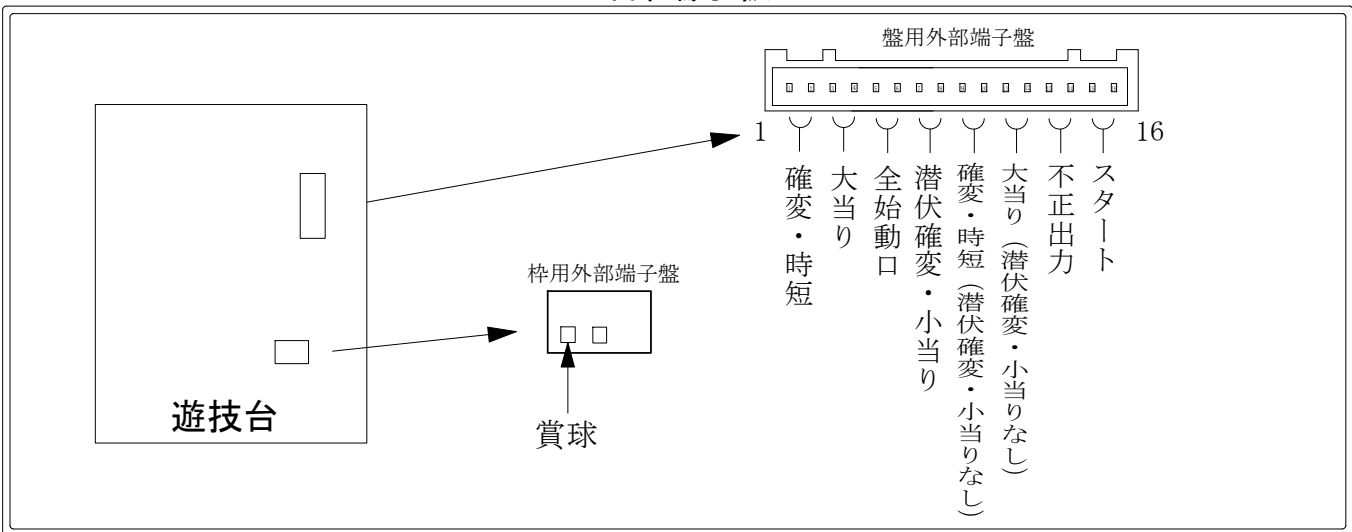 盤用外部端子盤
1
16
確変・時短
大当り
全始動口
潜伏確変・小当り
確変・時短（潜伏確変・小当りなし）
大当り（潜伏確変・小当りなし）
不正出力
スタート
枠用外部端子盤
賞球
遊技台